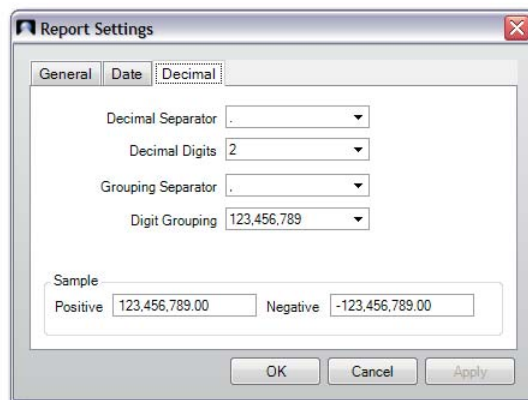 Report Settings
General Date Decimal
Decimal Separator .
Decimal Digits 2
Grouping Separator ,
Digit Grouping 123,456,789
Sample
Positive 123,456,789.00 Negative -123,456,789.00
OK Cancel Apply